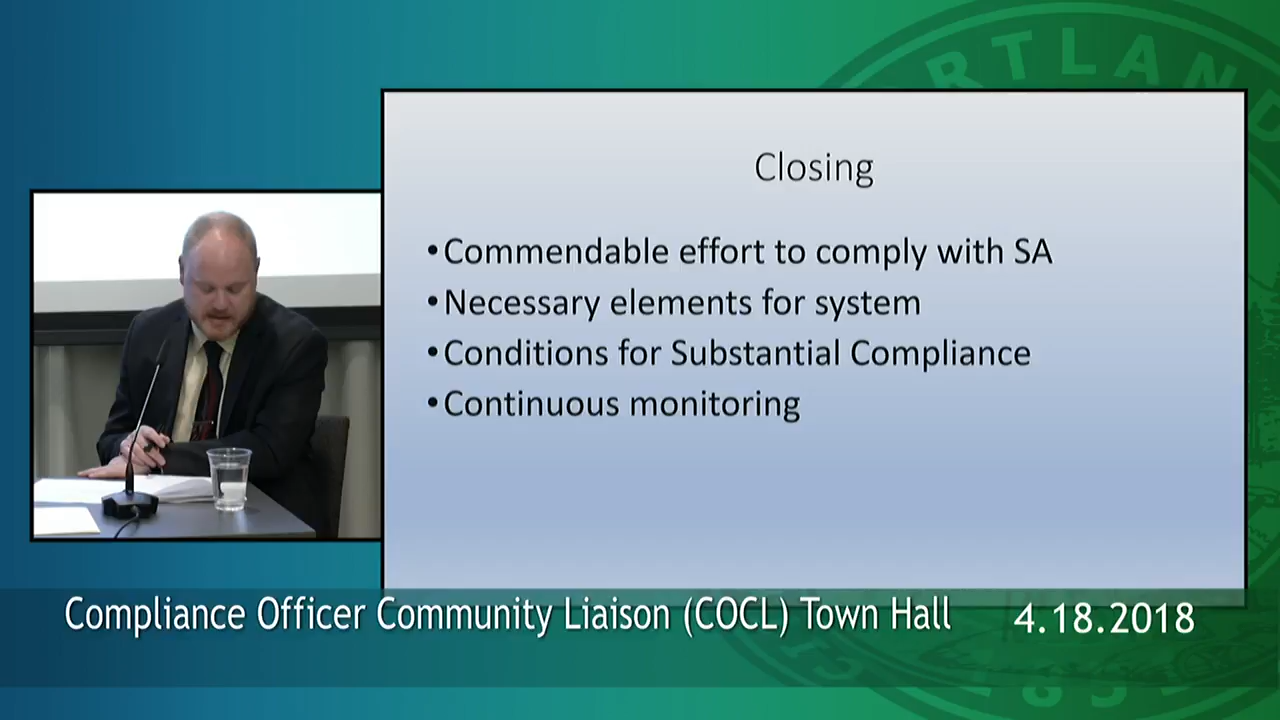 RTLAND
Closing
•Commendable effort to comply with SA
•Necessary elements for system
•Conditions for Substantial Compliance
•Continuous monitoring
Compliance Officer Community Liaison (COCL) Town Hall
4.18.2018